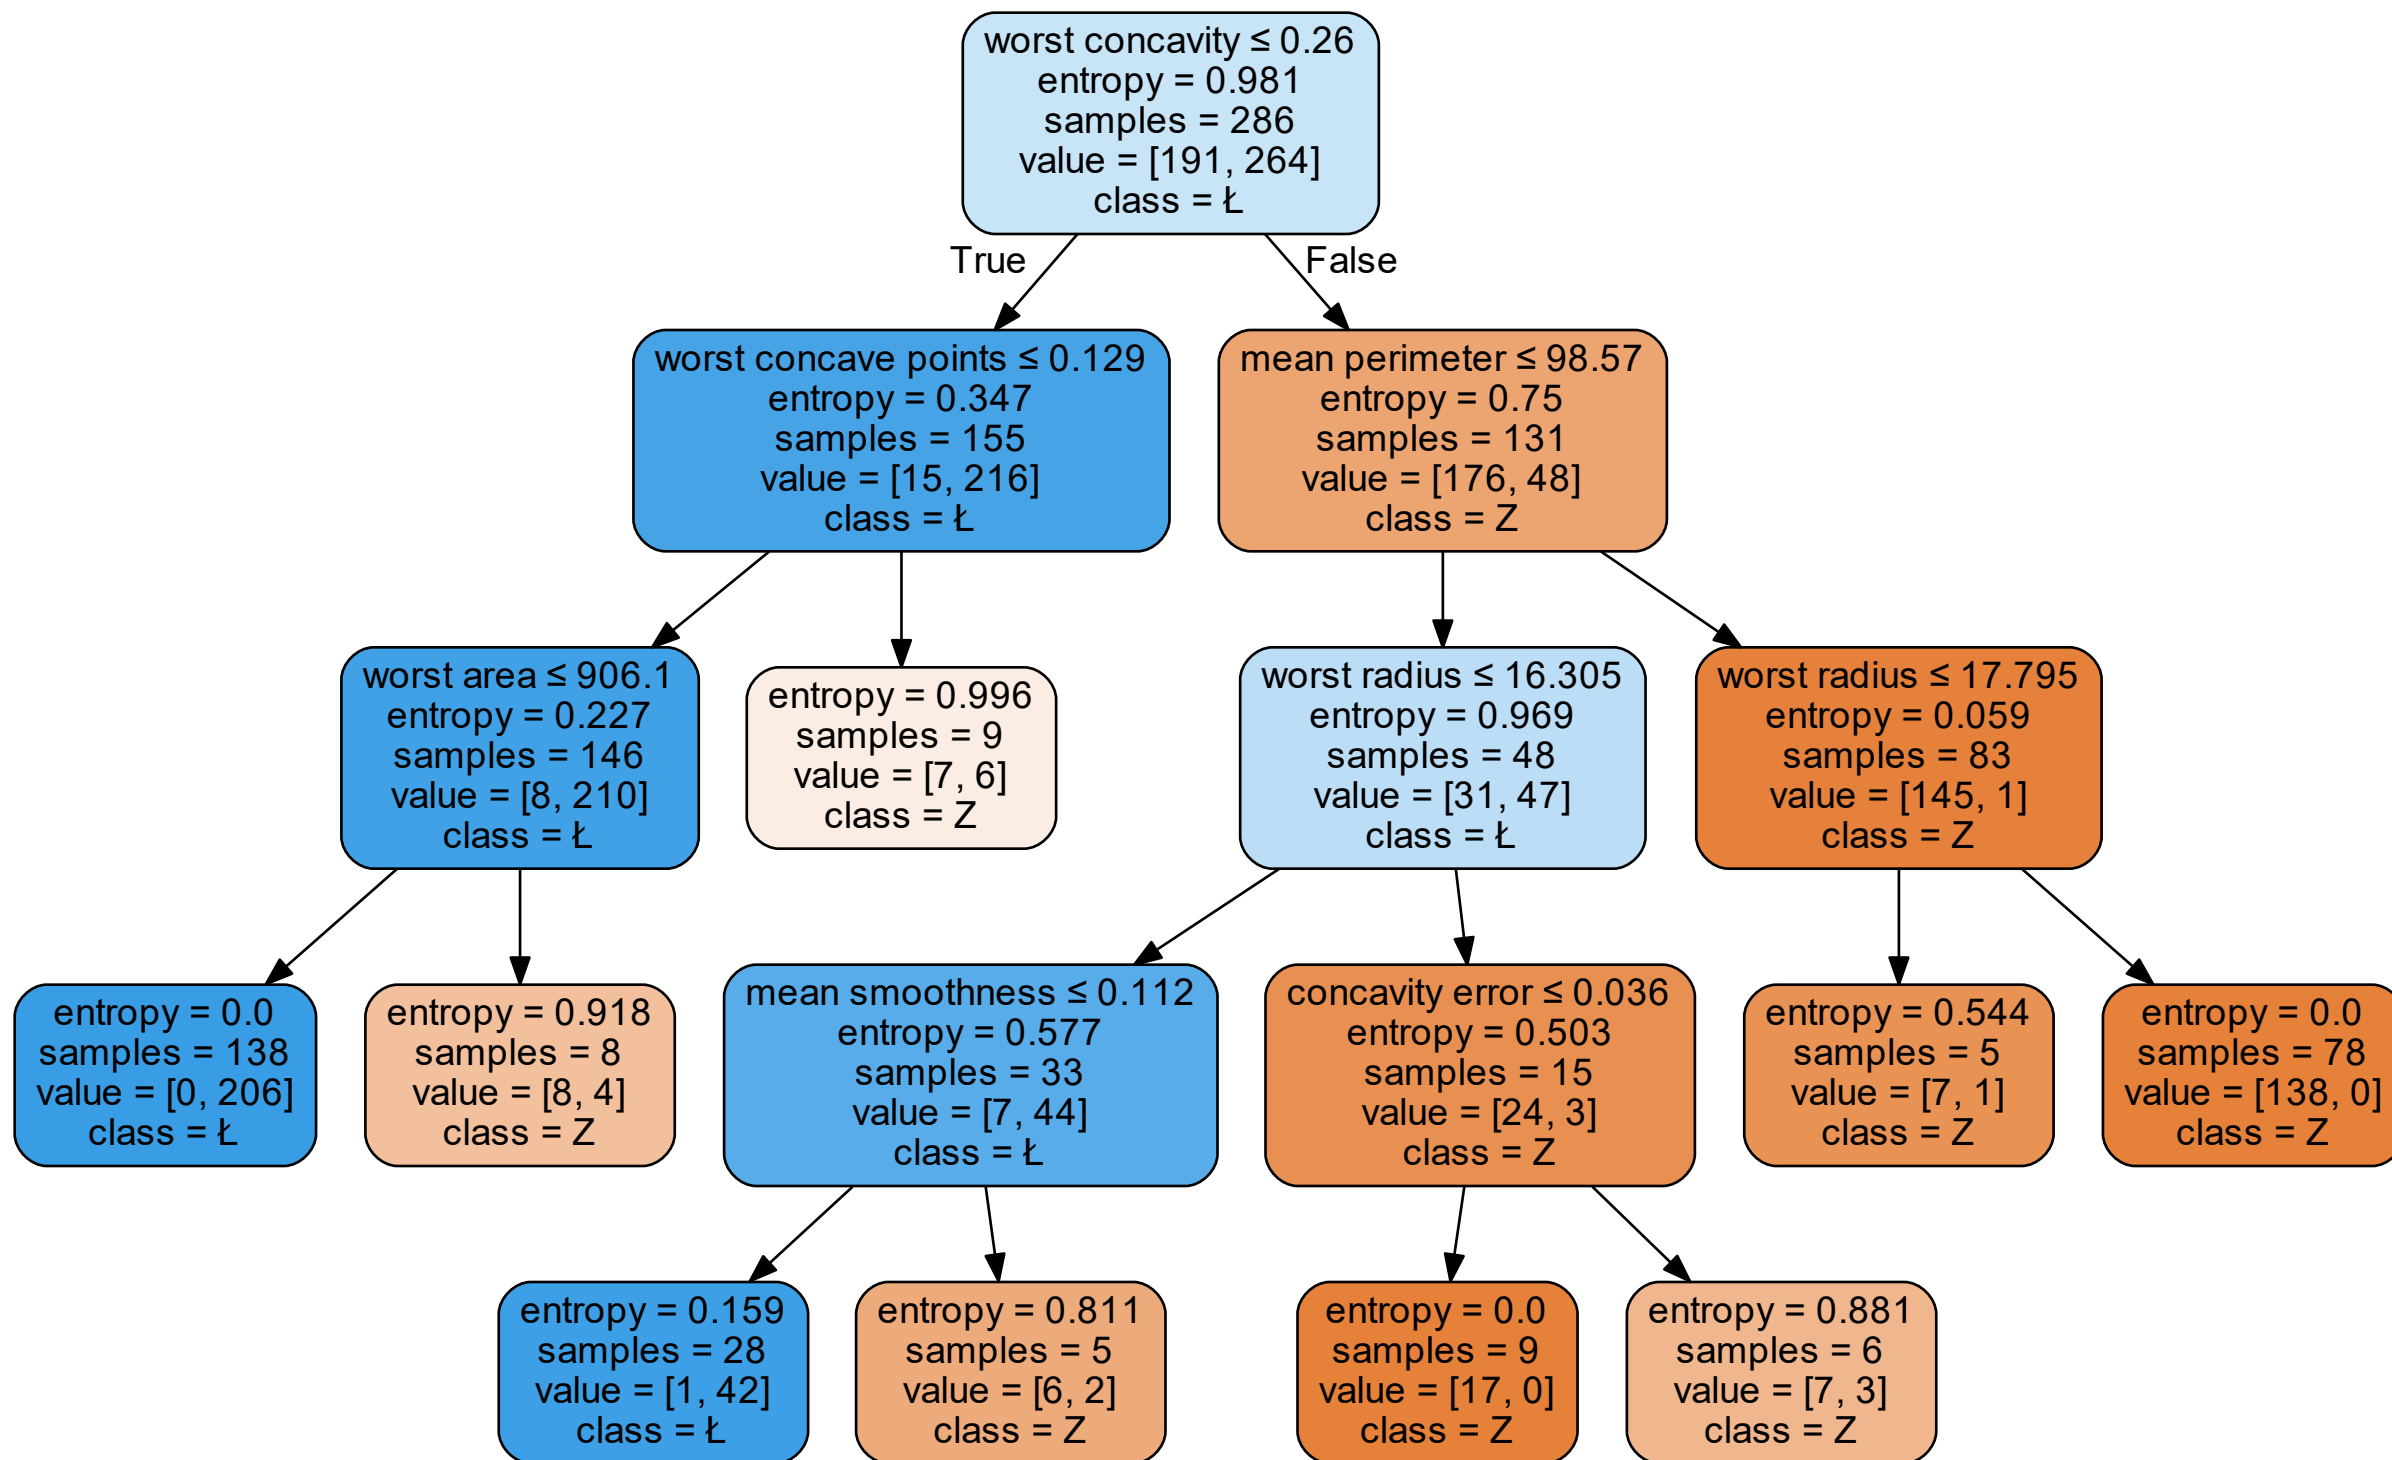 worst concavity ≤ 0.26
entropy = 0.981
samples = 286
value = [191, 264]
class = Ł
True
False
worst concave points ≤ 0.129
entropy = 0.347
samples = 155
value = [15, 216]
class = Ł
mean perimeter ≤ 98.57
entropy = 0.75
samples = 131
value = [176, 48]
class = Z
worst area ≤ 906.1
entropy = 0.227
samples = 146
value = [8, 210]
class = Ł
entropy = 0.996
samples = 9
value = [7, 6]
class = Z
worst radius ≤ 16.305
entropy = 0.969
samples = 48
value = [31, 47]
class = Ł
worst radius ≤ 17.795
entropy = 0.059
samples = 83
value = [145, 1]
class = Z
entropy = 0.0
samples = 138
value = [0, 206]
class = Ł
entropy = 0.918
samples = 8
value = [8, 4]
class = Z
mean smoothness ≤ 0.112
entropy = 0.577
samples = 33
value = [7, 44]
class = Ł
concavity error ≤ 0.036
entropy = 0.503
samples = 15
value = [24, 3]
class = Z
entropy = 0.544
samples = 5
value = [7, 1]
class = Z
entropy = 0.0
samples = 78
value = [138, 0]
class = Z
entropy = 0.159
samples = 28
value = [1, 42]
class = Ł
entropy = 0.811
samples = 5
value = [6, 2]
class = Z
entropy = 0.0
samples = 9
value = [17, 0]
class = Z
entropy = 0.881
samples = 6
value = [7, 3]
class = Z